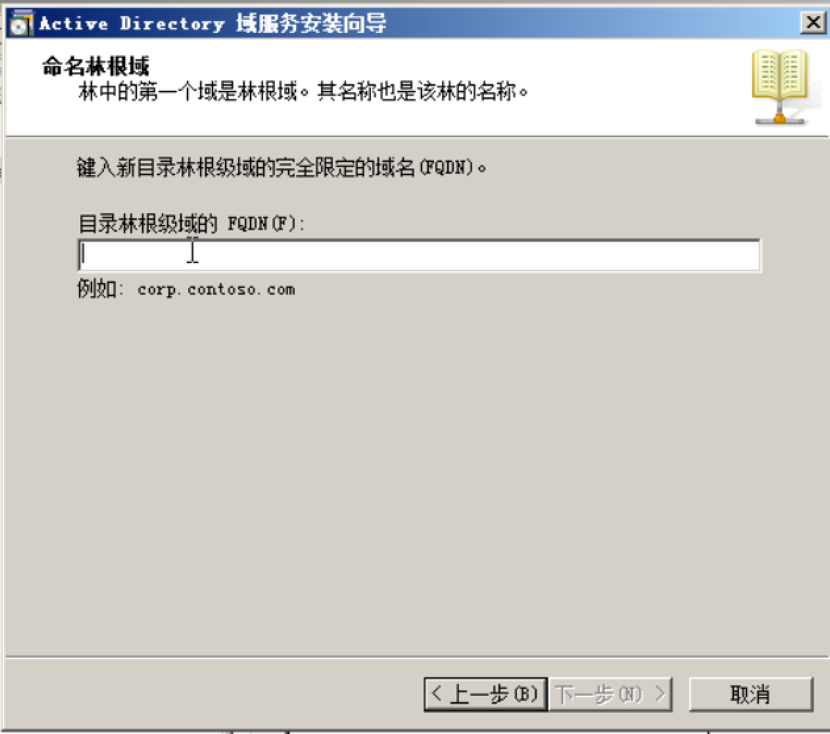 Active Directory 域服务安装向导
命名林根域
林中的第一个域是林根域。其名称也是该林的名称。
键入新目录林根级域的完全限定的域名(FQDN)。
目录林根级域的 FQDN(F):
例如: corp.contoso.com
< 上一步(B) 下一步(N) > 取消